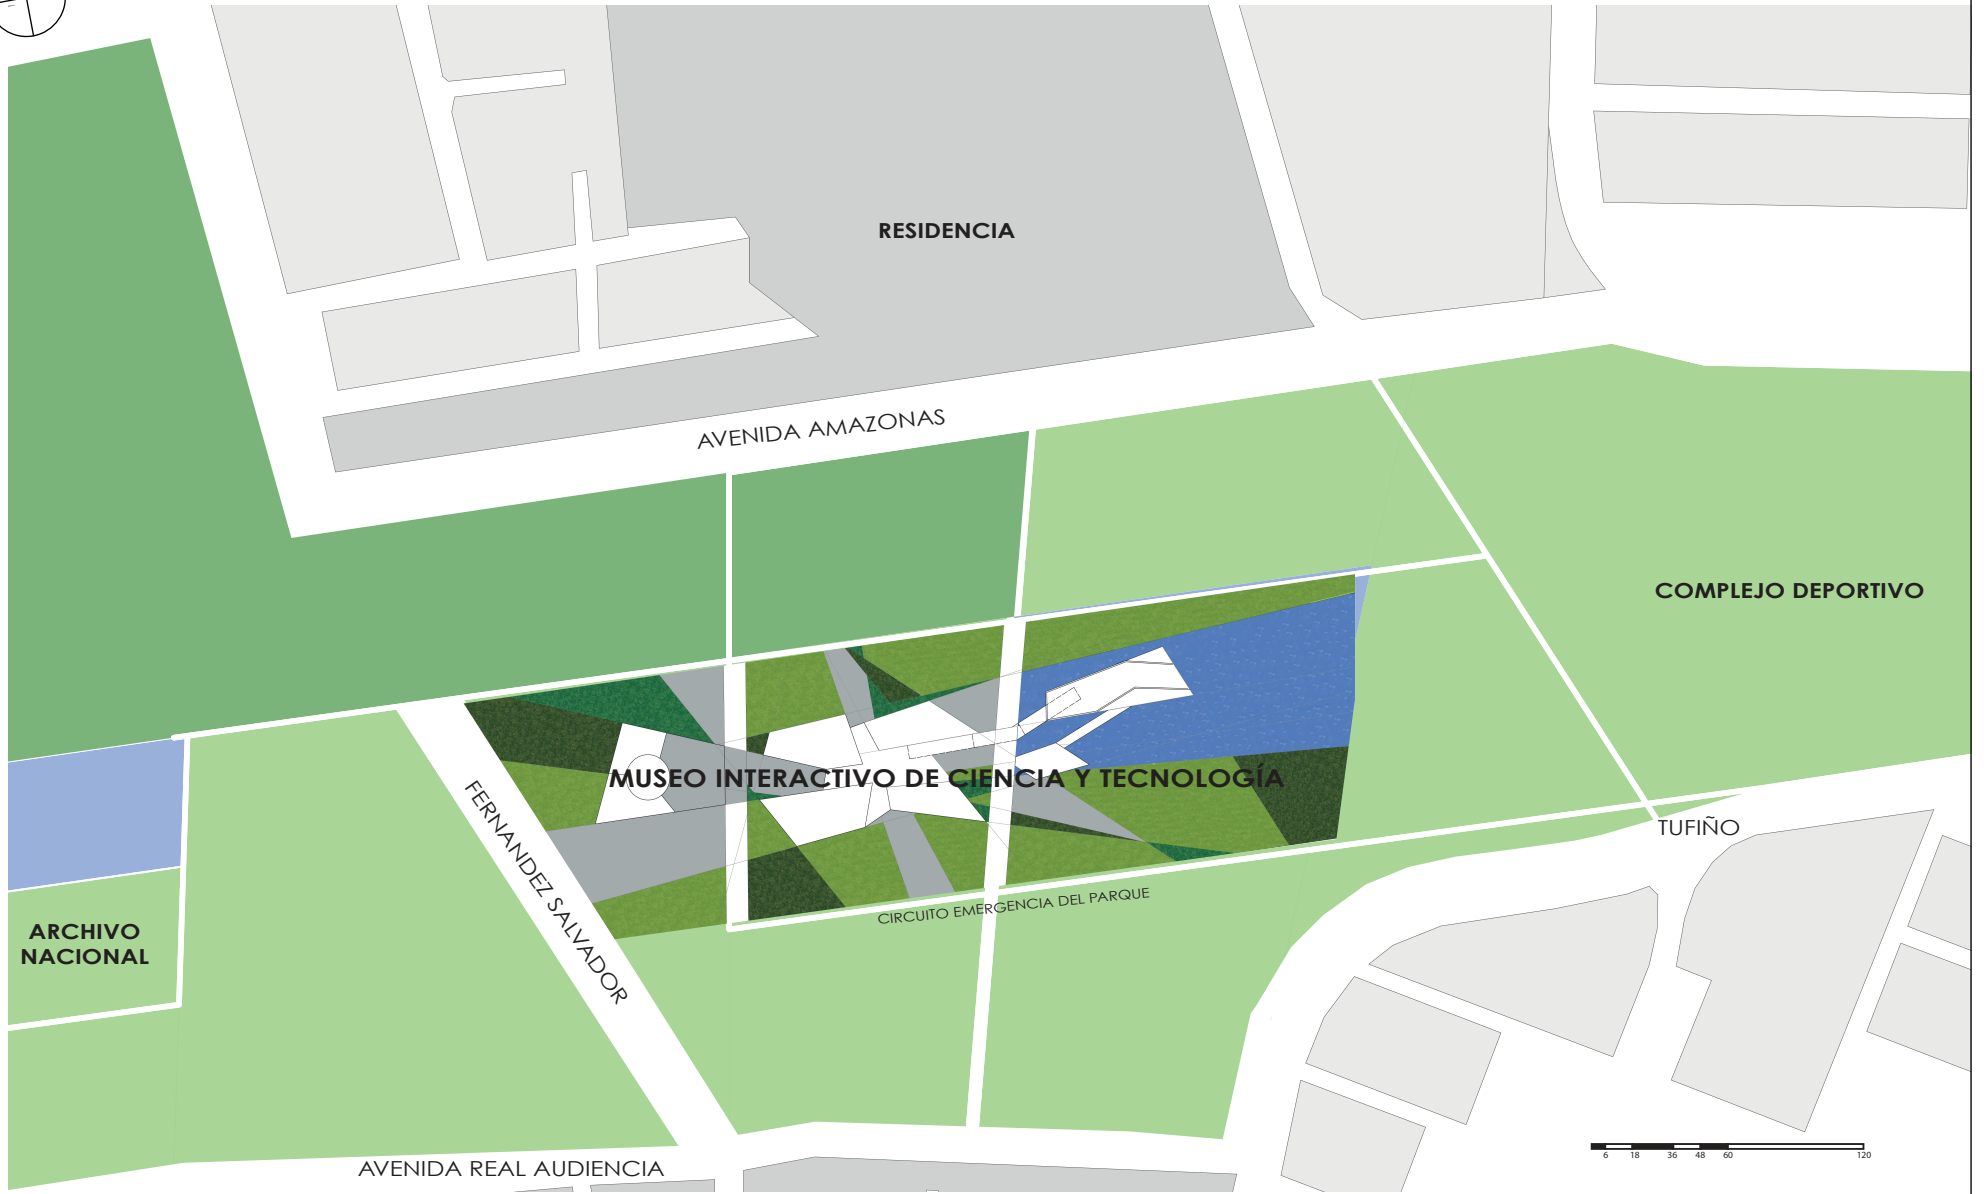 RESIDENCIA
AVENIDA AMAZONAS
COMPLEJO DEPORTIVO
MUSEO INTERACTIVO DE CIENCIA Y TECNOLOGÍA
FERNANDEZ SALVADOR
TUFIÑO
CIRCUITO EMERGENCIA DEL PARQUE
ARCHIVO
NACIONAL
AVENIDA REAL AUDIENCIA
6 18 36 48 60 120